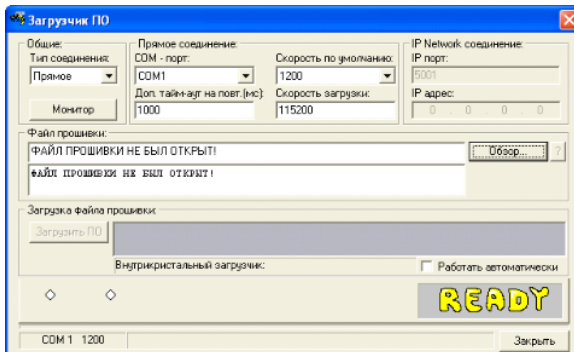 Загрузчик ПО
Общие:
Тип соединения:
Прямое
Монитор
Прямое соединение:
COM - порт:
COM1
Доп. тайм-аут на повт.(мс):
1000
Скорость по умолчанию:
1200
Скорость загрузки:
115200
IP Network соединение:
IP порт:
5001
IP адрес:
0 . 0 . 0 . 0
Файл прошивки:
ФАЙЛ ПРОШИВКИ НЕ БЫЛ ОТКРЫТ!
Обзор...
?
ФАЙЛ ПРОШИВКИ НЕ БЫЛ ОТКРЫТ!
Загрузка файла прошивки:
Загрузить ПО
Внутрикристальный загрузчик:
Работать автоматически
READY
COM 1 1200
Закрыть